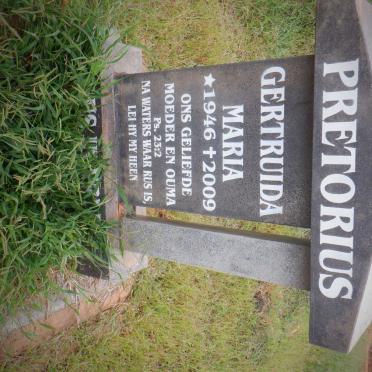 PRETORIUS
GERTRUIDA
MARIA
★1946 ✝2009
ONS GELIEFDE
MOEDER EN OUMA
Ps. 23:2
NA WATERS WAAR RUS IS,
LEI HY MY HEEN